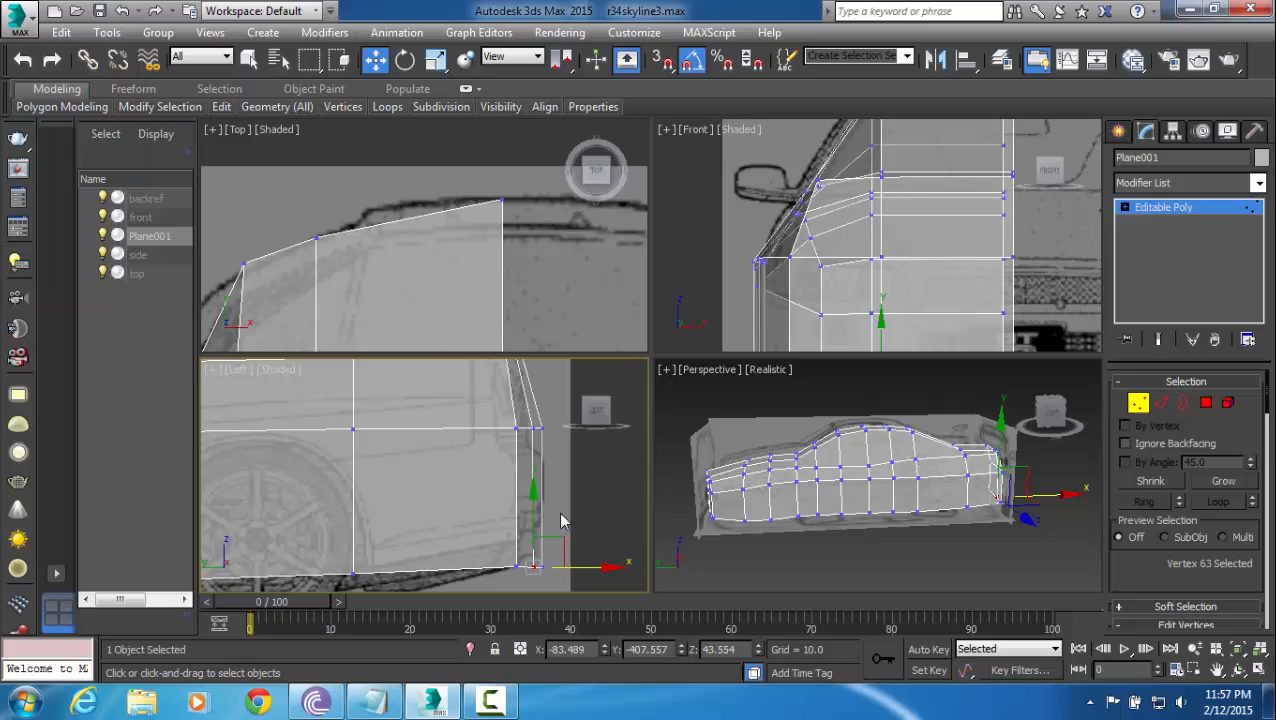 Workspace: Default
Autodesk 3ds Max 2015    r34skyline3.max
Type a keyword or phrase
MAX
Edit Tools Group Views Create Modifiers Animation Graph Editors Rendering Customize MAXScript Help
All
View
Create Selection Se
Modeling Freeform Selection Object Paint Populate
Polygon Modeling Modify Selection Edit Geometry (All) Vertices Loops Subdivision Visibility Align Properties
Select Display
Name
backref
front
Plane001
side
top
[+] [Top] [Shaded]
TOP
[+] [Front] [Shaded]
FRONT
[+] [Left] [Shaded]
LEFT
[+] [Perspective] [Realistic]
LEFT
Plane001
Modifier List
Editable Poly
Selection
By Vertex
Ignore Backfacing
By Angle: 45.0
Shrink Grow
Ring Loop
Preview Selection
Off SubObj Multi
Vertex 63 Selected
Soft Selection
Edit Vertices
0 / 100
0 10 20 30 40 50 60 70 80 90 100
1 Object Selected
X: -83.489 Y: -407.557 Z: 43.554 Grid = 10.0
Auto Key Selected
Welcome to M
Click or click-and-drag to select objects
Add Time Tag
Set Key Key Filters...
0
11:57 PM
2/12/2015